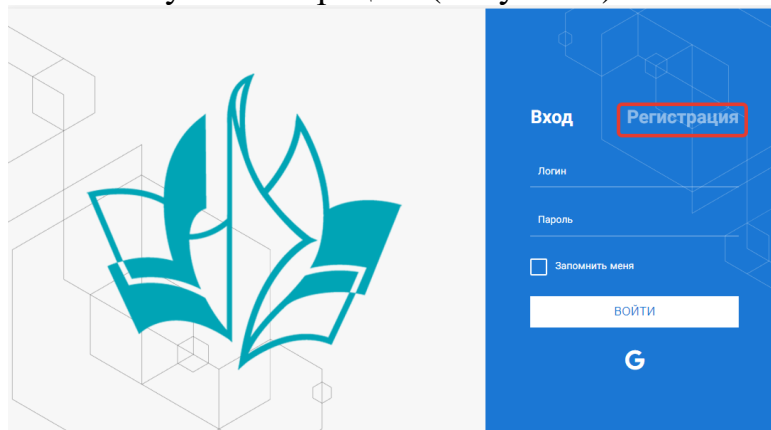 Вход Регистрация
Логин
Пароль
Запомнить меня
ВОЙТИ
G